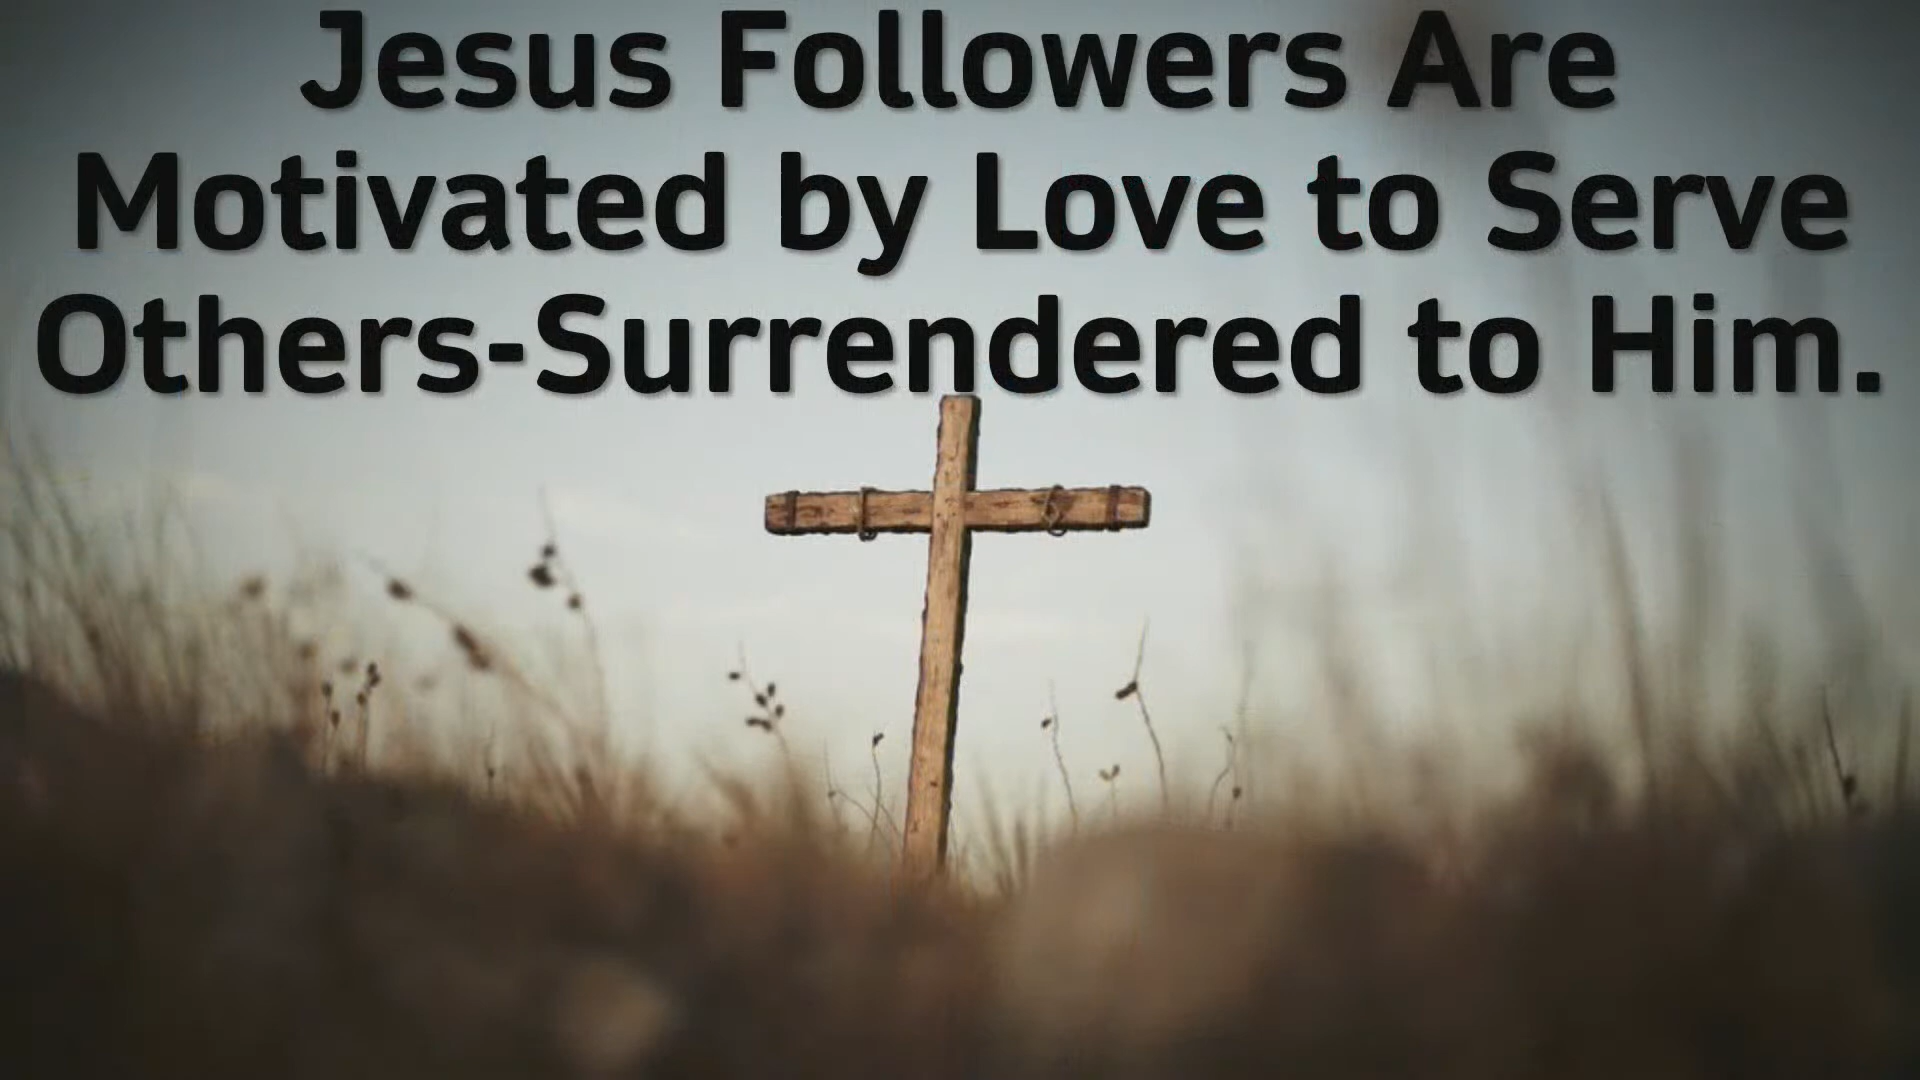 Jesus Followers Are
Motivated by Love to Serve
Others-Surrendered to Him.